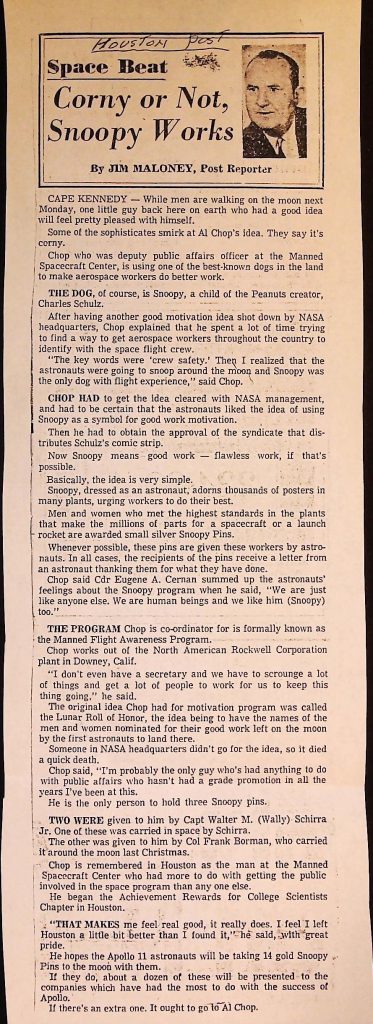 HOUSTON POST
Space Beat
Corny or Not,
Snoopy Works
By JIM MALONEY, Post Reporter
CAPE KENNEDY — While men are walking on the moon next
Monday, one little guy back here on earth who had a good idea
will feel pretty pleased with himself.
Some of the sophisticates smirk at Al Chop's idea. They say it's
corny.
Chop who was deputy public affairs officer at the Manned
Spacecraft Center, is using one of the best-known dogs in the land
to make aerospace workers do better work.
THE DOG, of course, is Snoopy, a child of the Peanuts creator,
Charles Schulz.
After having another good motivation idea shot down by NASA
headquarters, Chop explained that he spent a lot of time trying
to find a way to get aerospace workers throughout the country to
identify with the space flight crew.
"The key words were 'crew safety.' Then I realized that the
astronauts were going to snoop around the moon and Snoopy was
the only dog with flight experience," said Chop.
CHOP HAD to get the idea cleared with NASA management,
and had to be certain that the astronauts liked the idea of using
Snoopy as a symbol for good work motivation.
Then he had to obtain the approval of the syndicate that dis-
tributes Schulz's comic strip.
Now Snoopy means good work — flawless work, if that's
possible.
Basically, the idea is very simple.
Snoopy, dressed as an astronaut, adorns thousands of posters in
many plants, urging workers to do their best.
Men and women who met the highest standards in the plants
that make the millions of parts for a spacecraft or a launch
rocket are awarded small silver Snoopy Pins.
Whenever possible, these pins are given these workers by astro-
nauts. In all cases, the recipients of the pins receive a letter from
an astronaut thanking them for what they have done.
Chop said Cdr Eugene A. Cernan summed up the astronauts'
feelings about the Snoopy program when he said, "We are just
like anyone else. We are human beings and we like him (Snoopy)
too."
THE PROGRAM Chop is co-ordinator for is formally known as
the Manned Flight Awareness Program.
Chop works out of the North American Rockwell Corporation
plant in Downey, Calif.
"I don't even have a secretary and we have to scrounge a lot
of things and get a lot of people to work for us to keep this
thing going," he said.
The original idea Chop had for motivation program was called
the Lunar Roll of Honor, the idea being to have the names of the
men and women nominated for their good work left on the moon
by the first astronauts to land there.
Someone in NASA headquarters didn't go for the idea, so it died
a quick death.
Chop said, "I'm probably the only guy who's had anything to do
with public affairs who hasn't had a grade promotion in all the
years I've been at this.
He is the only person to hold three Snoopy pins.
TWO WERE given to him by Capt Walter M. (Wally) Schirra
Jr. One of these was carried in space by Schirra.
The other was given to him by Col Frank Borman, who carried
it around the moon last Christmas.
Chop is remembered in Houston as the man at the Manned
Spacecraft Center who had more to do with getting the public
involved in the space program than any one else.
He began the Achievement Rewards for College Scientists
Chapter in Houston.
"THAT MAKES me feel real good, it really does. I feel I left
Houston a little bit better than I found it," he said, with great
pride.
He hopes the Apollo 11 astronauts will be taking 14 gold Snoopy
Pins to the moon with them.
If they do, about a dozen of these will be presented to the
companies which have had the most to do with the success of
Apollo.
If there's an extra one. It ought to go to Al Chop.